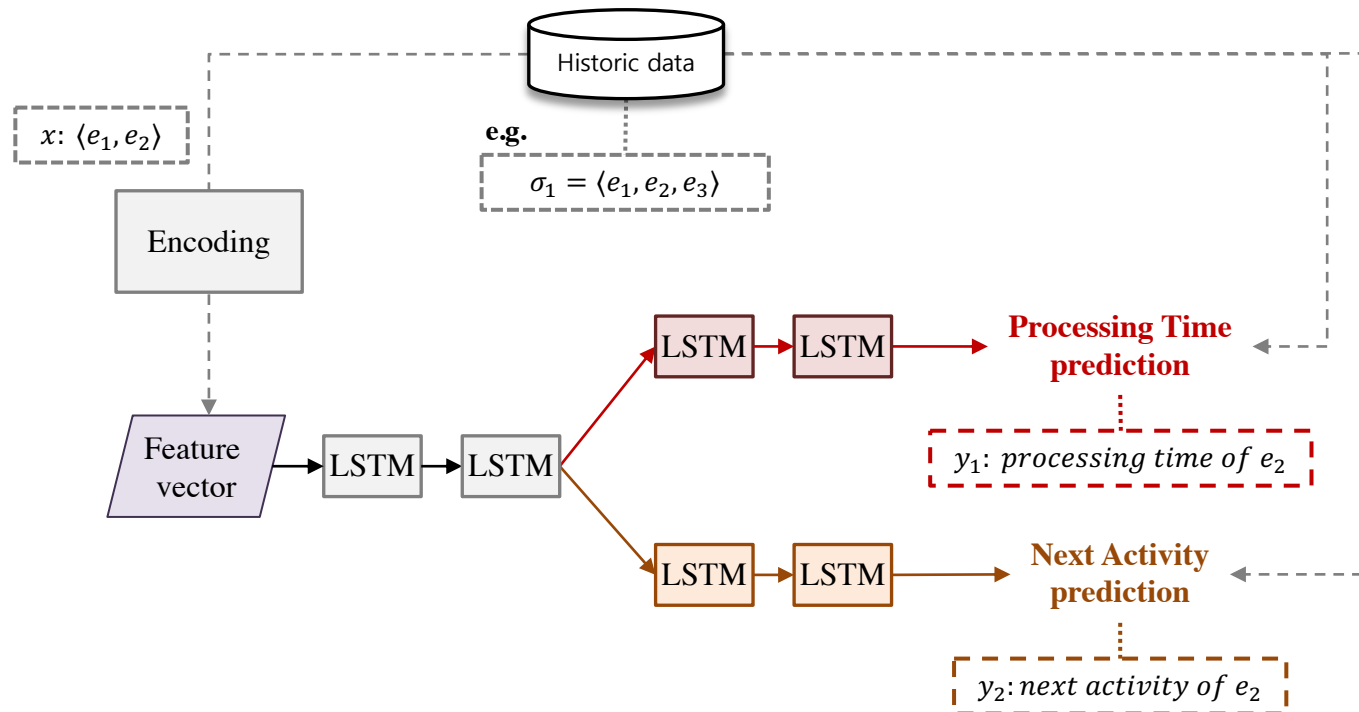 Historic data
x: ⟨e₁, e₂⟩
e.g.
σ₁ = ⟨e₁, e₂, e₃⟩
Encoding
LSTM
LSTM
Processing Time
prediction
Feature
vector
LSTM
LSTM
y₁: processing time of e₂
LSTM
LSTM
Next Activity
prediction
y₂: next activity of e₂